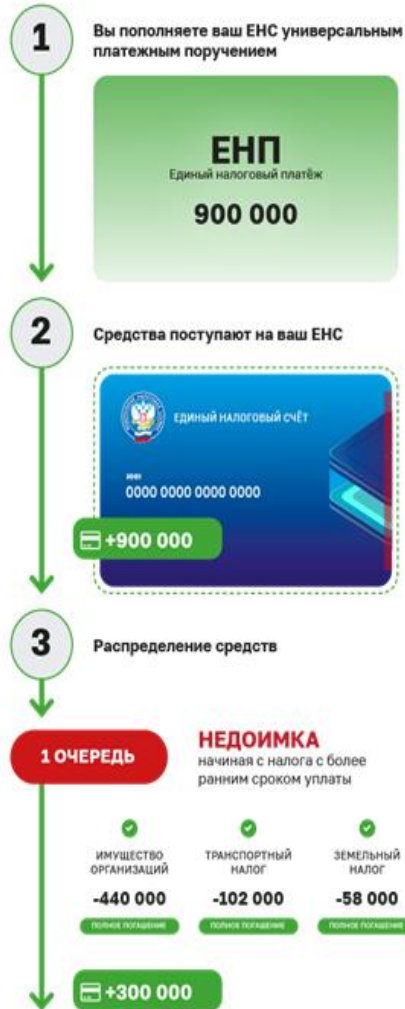 1
Вы пополняете ваш ЕНС универсальным
платежным поручением
ЕНП
Единый налоговый платёж
900 000
2
Средства поступают на ваш ЕНС
ЕДИНЫЙ НАЛОГОВЫЙ СЧЁТ
ИНН
0000 0000 0000 0000
+900 000
3
Распределение средств
1 ОЧЕРЕДЬ
НЕДОИМКА
начиная с налога с более
ранним сроком уплаты
ИМУЩЕСТВО
ОРГАНИЗАЦИЙ
-440 000
ПОЛНОЕ ПОГАШЕНИЕ
ТРАНСПОРТНЫЙ
НАЛОГ
-102 000
ПОЛНОЕ ПОГАШЕНИЕ
ЗЕМЕЛЬНЫЙ
НАЛОГ
-58 000
ПОЛНОЕ ПОГАШЕНИЕ
+300 000